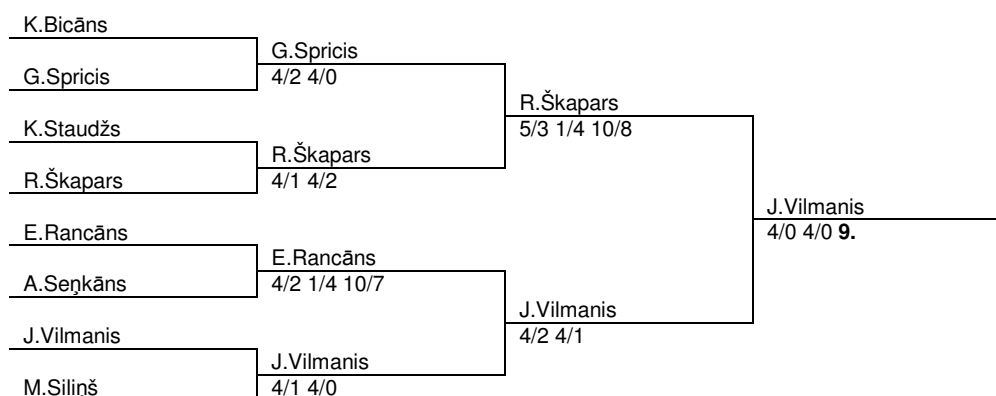 K.Bicāns
G.Spricis
G.Spricis
4/2 4/0
R.Škapars
5/3 1/4 10/8
K.Staudžs
R.Škapars
R.Škapars
4/1 4/2
J.Vilmanis
4/0 4/0 9.
E.Rancāns
E.Rancāns
A.Seņkāns
4/2 1/4 10/7
J.Vilmanis
4/2 4/1
J.Vilmanis
J.Vilmanis
M.Siliņš
4/1 4/0